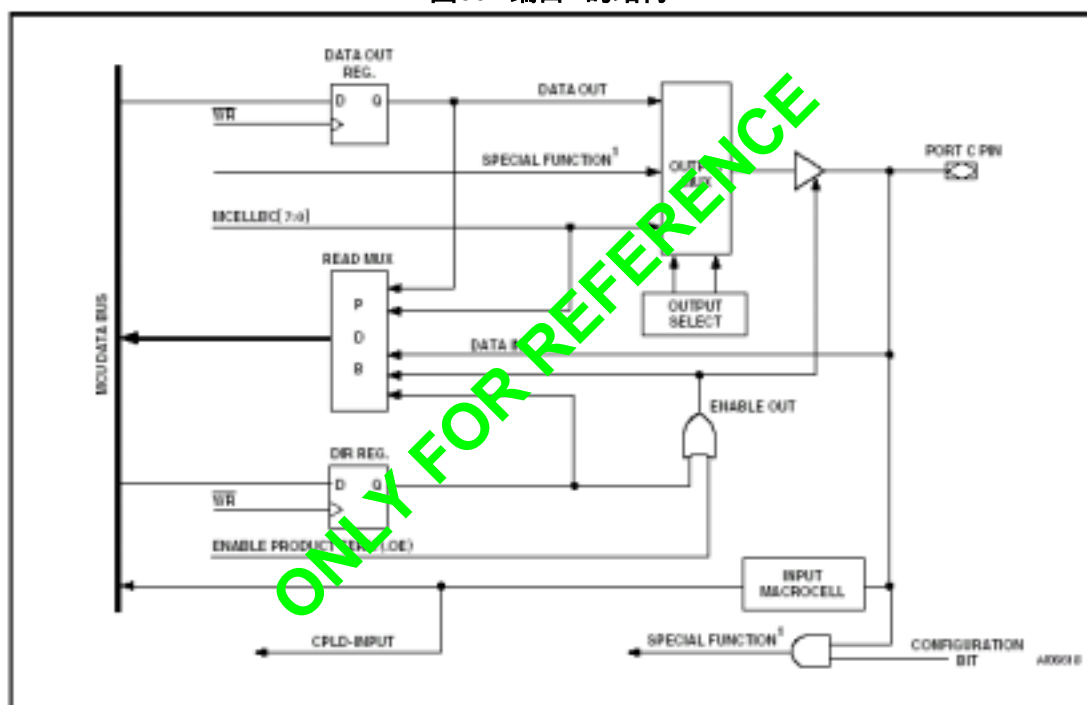 DATA OUT
REG.
D Q
DATA OUT
WR
SPECIAL FUNCTION1
PORT C PIN
MCELLBC[7:0]
READ MUX
P
D
B
OUTPUT
SELECT
DATA
MCU DATA BUS
ENABLE OUT
DIR REG.
D Q
WR
ENABLE PRODUCT (.OE)
INPUT
MACROCELL
CPLD-INPUT
SPECIAL FUNCTION1
CONFIGURATION
BIT
ONLY FOR REFERENCE